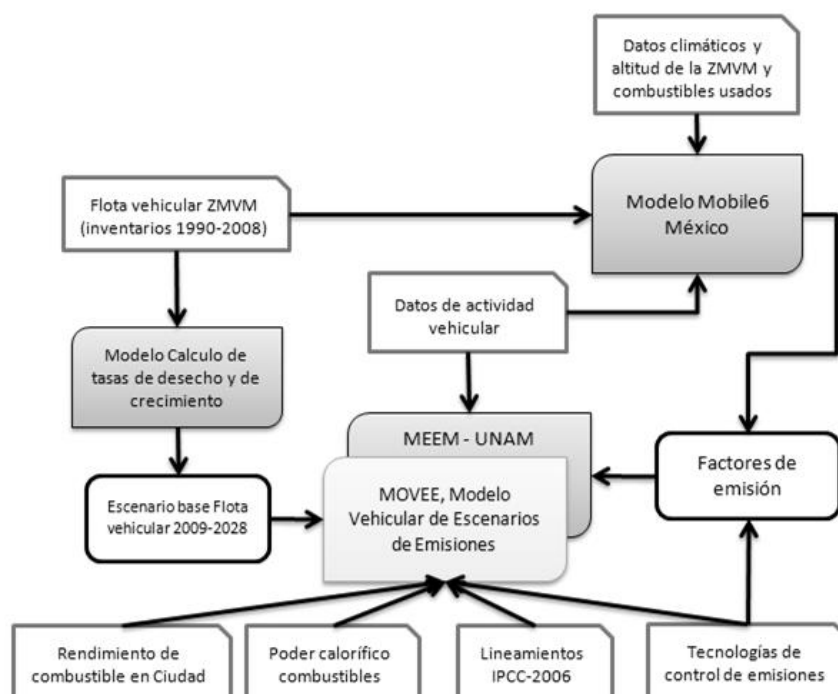 Datos climáticos y
altitud de la ZMVM y
combustibles usados
Flota vehicular ZMVM
(inventarios 1990-2008)
Modelo Mobile6
México
Datos de actividad
vehicular
Modelo Calculo de
tasas de desecho y de
crecimiento
MEEM - UNAM
Factores de
emisión
Escenario base Flota
vehicular 2009-2028
MOVEE, Modelo
Vehicular de Escenarios
de Emisiones
Rendimiento de
combustible en Ciudad
Poder calorífico
combustibles
Lineamientos
IPCC-2006
Tecnologías de
control de emisiones